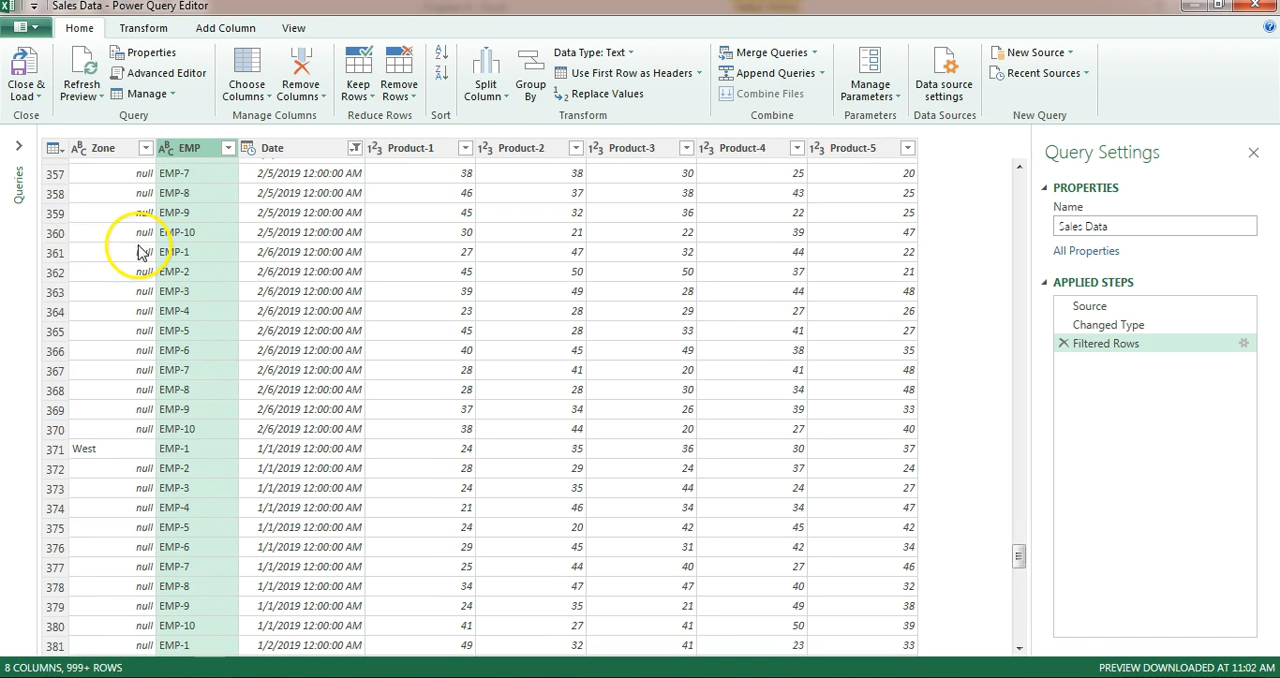 Sales Data - Power Query Editor
Home Transform Add Column View
Close & Load
Refresh Preview
Properties
Advanced Editor
Manage
Choose Columns
Remove Columns
Keep Rows
Remove Rows
Split Column
Group By
Data Type: Text
Use First Row as Headers
Replace Values
Merge Queries
Append Queries
Combine Files
Manage Parameters
Data source settings
New Source
Recent Sources
Close Query Manage Columns Reduce Rows Sort Transform Combine Parameters Data Sources New Query
Queries
Zone EMP Date Product-1 Product-2 Product-3 Product-4 Product-5
357 null EMP-7 2/5/2019 12:00:00 AM 38 38 30 25 20
358 null EMP-8 2/5/2019 12:00:00 AM 46 37 38 43 25
359 null EMP-9 2/5/2019 12:00:00 AM 45 32 36 22 25
360 null EMP-10 2/5/2019 12:00:00 AM 30 21 22 39 47
361 null EMP-1 2/6/2019 12:00:00 AM 27 47 32 44 22
362 null EMP-2 2/6/2019 12:00:00 AM 45 50 50 37 21
363 null EMP-3 2/6/2019 12:00:00 AM 39 49 28 44 48
364 null EMP-4 2/6/2019 12:00:00 AM 23 28 29 27 26
365 null EMP-5 2/6/2019 12:00:00 AM 45 28 33 41 27
366 null EMP-6 2/6/2019 12:00:00 AM 40 45 49 38 35
367 null EMP-7 2/6/2019 12:00:00 AM 28 41 20 41 48
368 null EMP-8 2/6/2019 12:00:00 AM 28 28 30 34 48
369 null EMP-9 2/6/2019 12:00:00 AM 37 34 26 39 33
370 null EMP-10 2/6/2019 12:00:00 AM 38 44 20 27 40
371 West EMP-1 1/1/2019 12:00:00 AM 24 35 36 30 37
372 null EMP-2 1/1/2019 12:00:00 AM 28 29 24 37 24
373 null EMP-3 1/1/2019 12:00:00 AM 24 35 44 24 27
374 null EMP-4 1/1/2019 12:00:00 AM 21 46 34 34 47
375 null EMP-5 1/1/2019 12:00:00 AM 24 20 42 45 42
376 null EMP-6 1/1/2019 12:00:00 AM 29 45 31 42 34
377 null EMP-7 1/1/2019 12:00:00 AM 25 44 40 27 46
378 null EMP-8 1/1/2019 12:00:00 AM 34 47 47 40 32
379 null EMP-9 1/1/2019 12:00:00 AM 24 35 21 49 38
380 null EMP-10 1/1/2019 12:00:00 AM 41 27 41 50 39
381 null EMP-1 1/2/2019 12:00:00 AM 49 32 41 23 33
Query Settings
PROPERTIES
Name
Sales Data
All Properties
APPLIED STEPS
Source
Changed Type
Filtered Rows
8 COLUMNS, 999+ ROWS
PREVIEW DOWNLOADED AT 11:02 AM